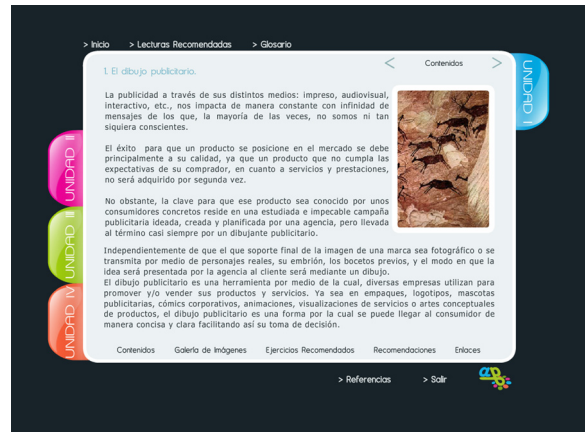 > Inicio > Lecturas Recomendadas > Glosario
< Contenidos >
1. El dibujo publicitario.
La publicidad a través de sus distintos medios: impreso, audiovisual,
interactivo, etc., nos impacta de manera constante con infinidad de
mensajes de los que, la mayoría de las veces, no somos ni tan
siquiera conscientes.
El éxito para que un producto se posicione en el mercado se debe
principalmente a su calidad, ya que un producto que no cumpla las
expectativas de su comprador, en cuanto a servicios y prestaciones,
no será adquirido por segunda vez.
No obstante, la clave para que ese producto sea conocido por unos
consumidores concretos reside en una estudiada e impecable campaña
publicitaria ideada, creada y planificada por una agencia, pero llevada
al término casi siempre por un dibujante publicitario.
Independientemente de que el que soporte final de la imagen de una marca sea fotográfico o se
transmita por medio de personajes reales, su embrión, los bocetos previos, y el modo en que la
idea será presentada por la agencia al cliente será mediante un dibujo.
El dibujo publicitario es una herramienta por medio de la cual, diversas empresas utilizan para
promover y/o vender sus productos y servicios. Ya sea en empaques, logotipos, mascotas
publicitarias, cómics corporativos, animaciones, visualizaciones de servicios o artes conceptuales
de productos, el dibujo publicitario es una forma por la cual se puede llegar al consumidor de
manera concisa y clara facilitando así su toma de decisión.
UNIDAD I
UNIDAD II
UNIDAD III
UNIDAD IV
Contenidos Galería de Imágenes Ejercicios Recomendados Recomendaciones Enlaces
> Referencias > Salir